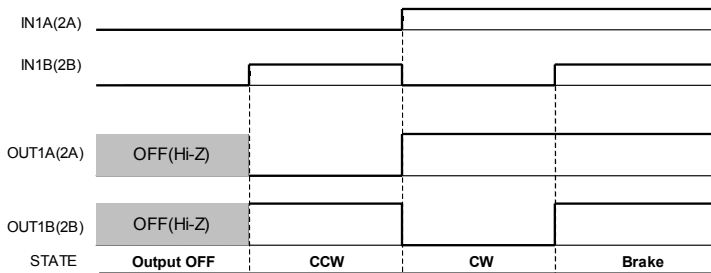 IN1A(2A)
IN1B(2B)
OUT1A(2A) OFF(Hi-Z)
OUT1B(2B) OFF(Hi-Z)
STATE Output OFF CCW CW Brake